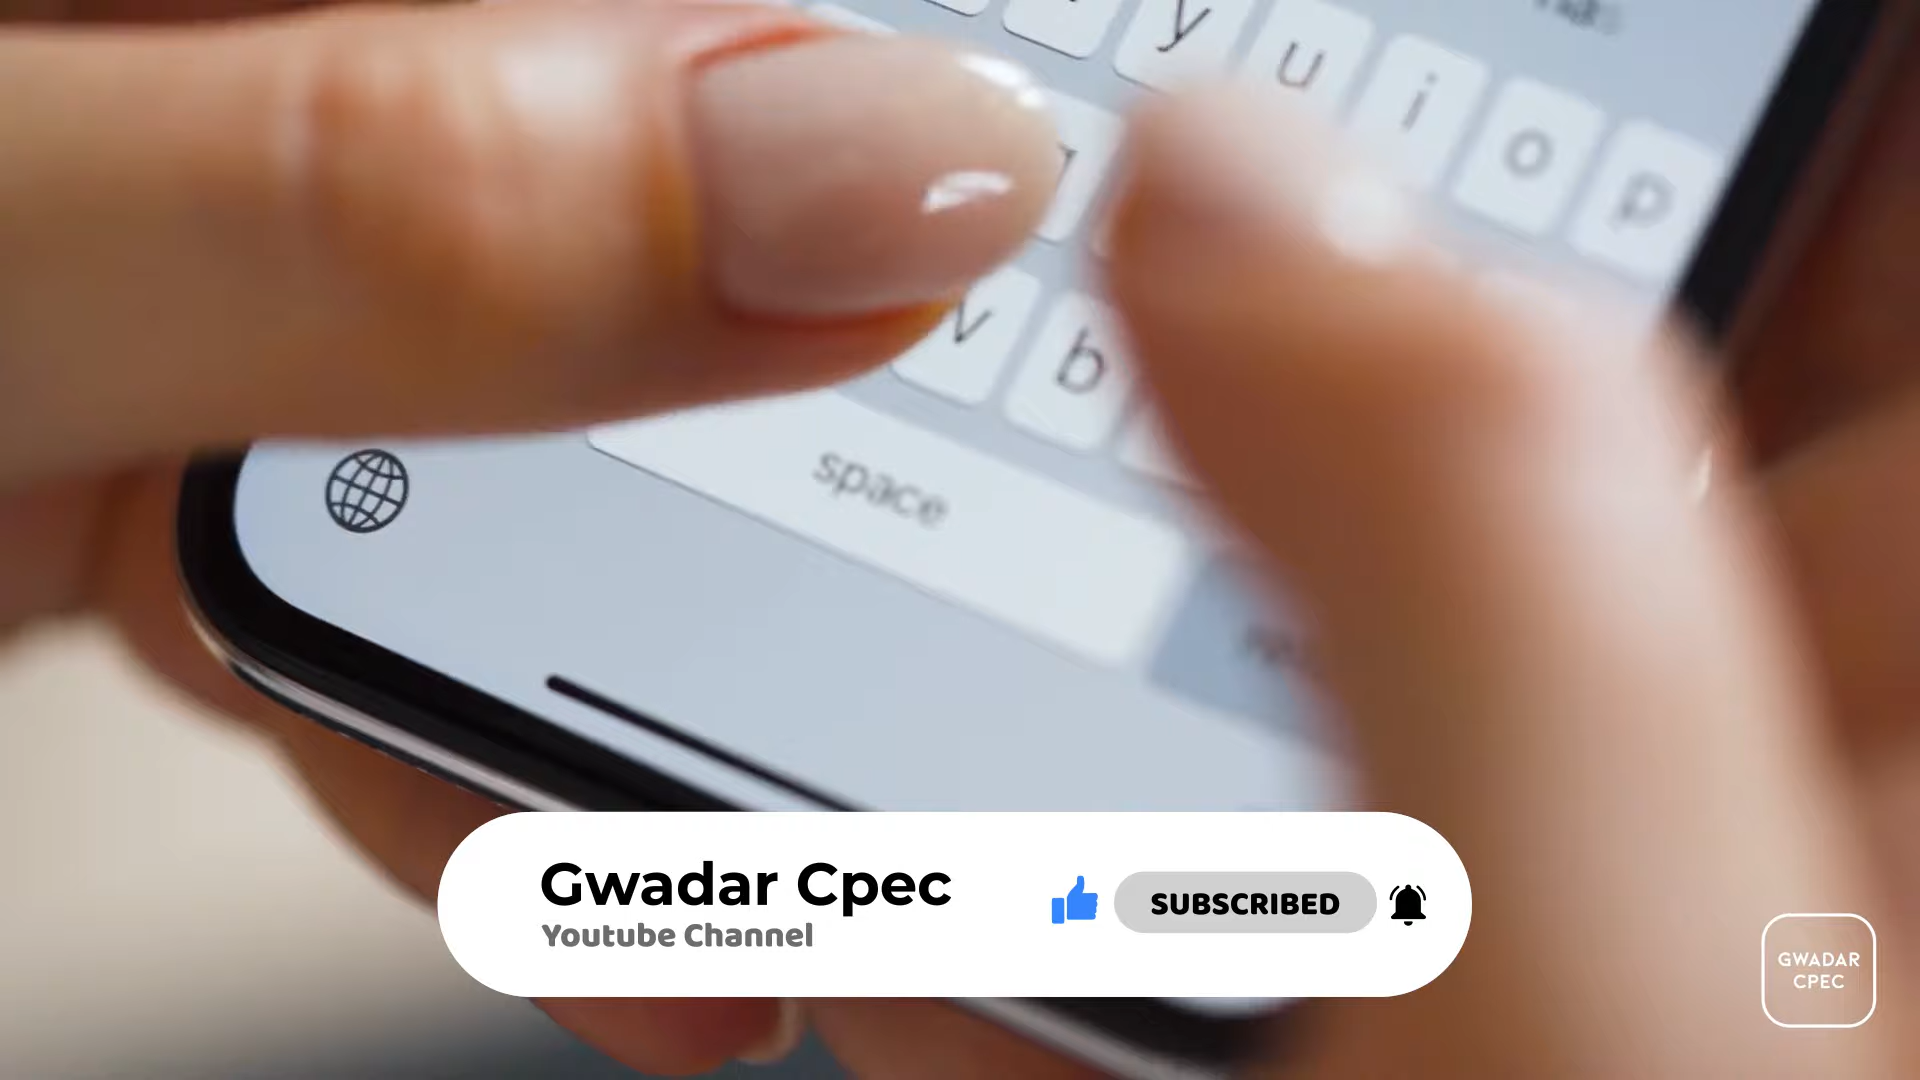 y u i o p
v b
space
Gwadar Cpec
Youtube Channel
SUBSCRIBED
GWADAR
CPEC